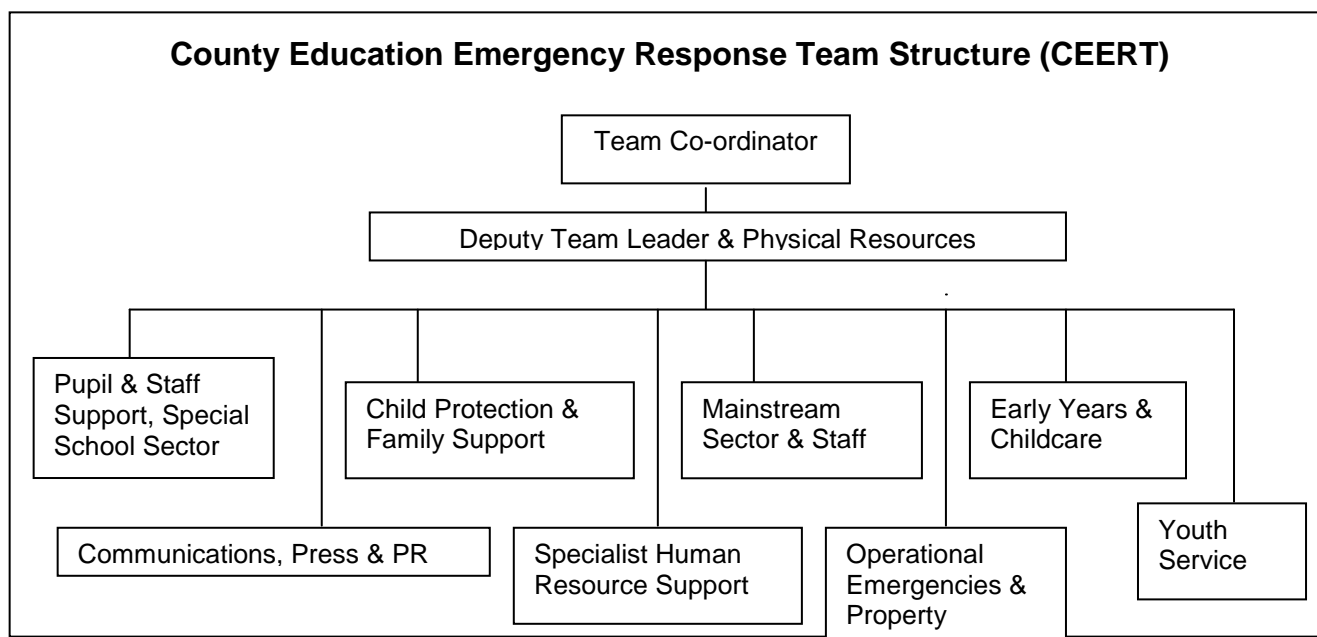 County Education Emergency Response Team Structure (CEERT)
Team Co-ordinator
Deputy Team Leader & Physical Resources
Pupil & Staff
Support, Special
School Sector
Child Protection &
Family Support
Mainstream
Sector & Staff
Early Years &
Childcare
Communications, Press & PR
Specialist Human
Resource Support
Operational
Emergencies &
Property
Youth
Service